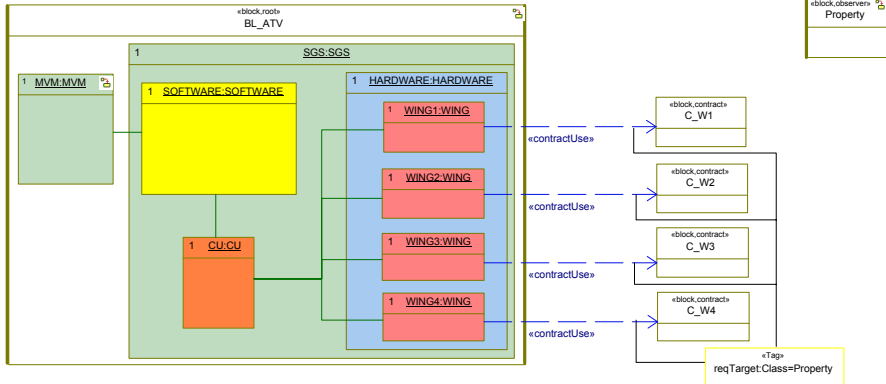 «block,root»
BL_ATV
«block,observer»
Property
1 SGS:SGS
1 MVM:MVM
1 SOFTWARE:SOFTWARE
1 HARDWARE:HARDWARE
1 WING1:WING
«contractUse»
«block,contract»
C_W1
1 WING2:WING
«contractUse»
«block,contract»
C_W2
1 CU:CU
1 WING3:WING
«contractUse»
«block,contract»
C_W3
1 WING4:WING
«contractUse»
«block,contract»
C_W4
«Tag»
reqTarget:Class=Property